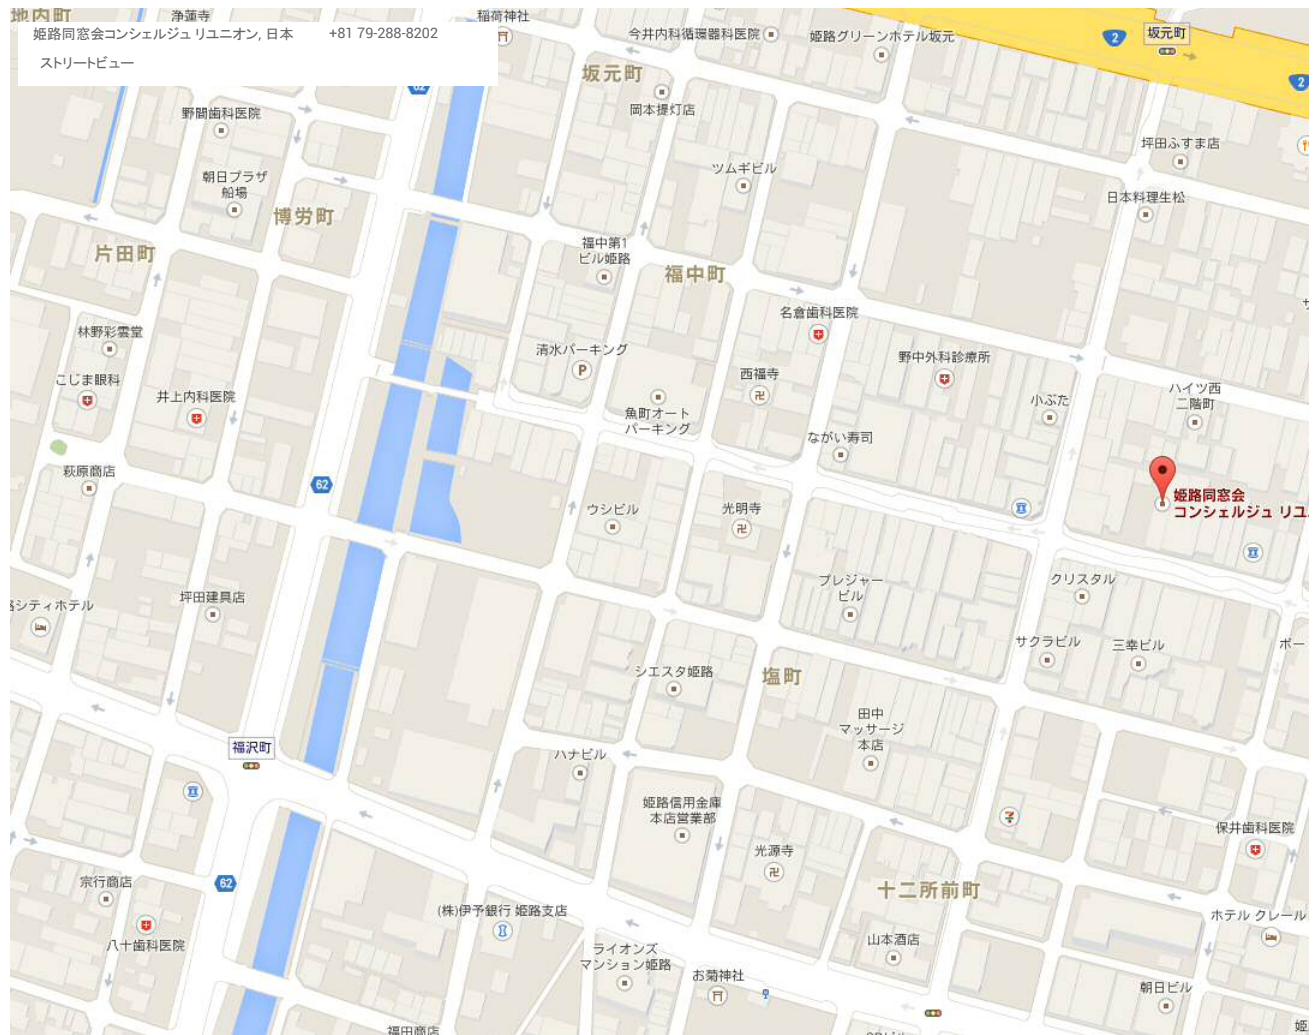 地内町
浄蓮寺
稲荷神社
姫路同窓会コンシェルジュ リユニオン, 日本 +81 79-288-8202
ストリートビュー
今井内科循環器科医院
姫路グリーンホテル坂元
2
坂元町
2
坂元町
62
岡本提灯店
野間歯科医院
坪田ふすま店
ツムギビル
朝日プラザ
船場
日本料理生松
博労町
片田町
福中第1
ビル姫路
福中町
名倉歯科医院
林野彩雲堂
清水パーキング
P
野中外科診療所
こじま眼科
井上内科医院
西福寺
ハイツ西
二階町
小ぶた
魚町オート
パーキング
ながい寿司
萩原商店
62
ウシビル
光明寺
姫路同窓会
コンシェルジュ リユ
プレジャー
ビル
クリスタル
坪田建具店
シティホテル
サクラビル
三幸ビル
ボー
シエスタ姫路
塩町
田中
マッサージ
本店
福沢町
ハナビル
姫路信用金庫
本店営業部
7
保井歯科医院
光源寺
宗行商店
62
十二所前町
(株)伊予銀行 姫路支店
ホテル クレール
八十歯科医院
山本酒店
ライオンズ
マンション姫路
お菊神社
朝日ビル
福田商店
姫